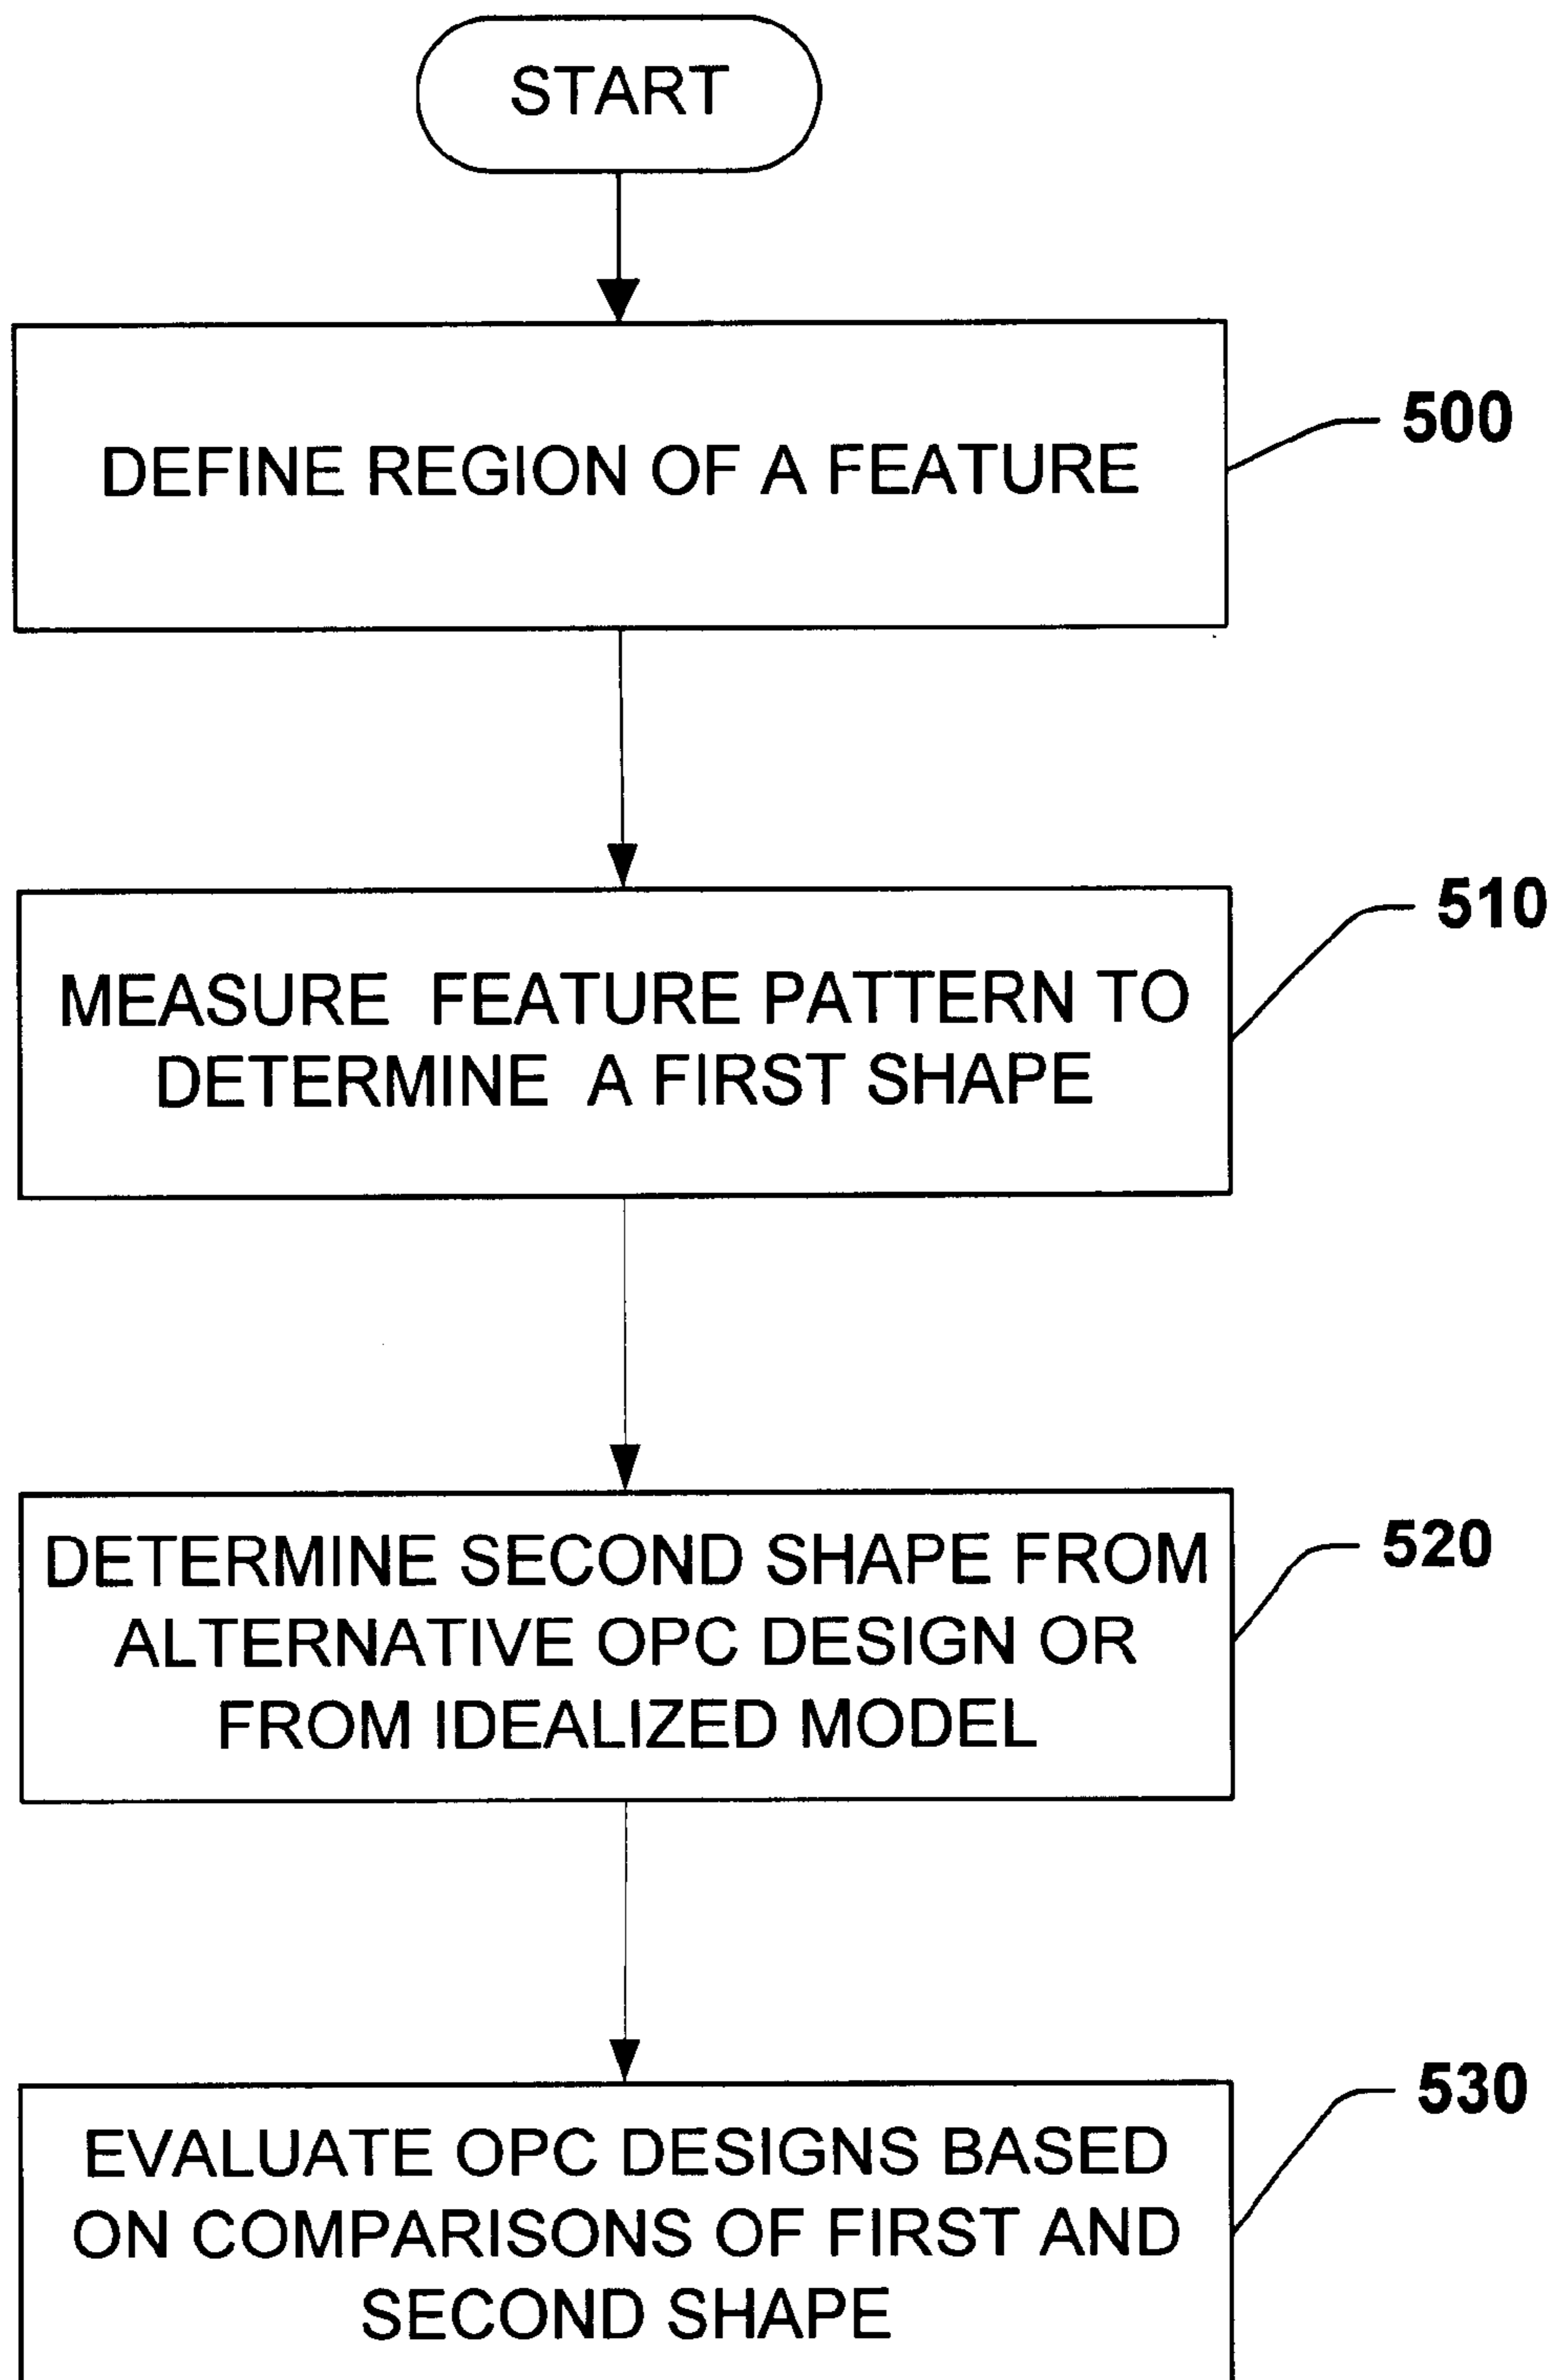 START
DEFINE REGION OF A FEATURE
500
MEASURE FEATURE PATTERN TO
DETERMINE A FIRST SHAPE
510
DETERMINE SECOND SHAPE FROM
ALTERNATIVE OPC DESIGN OR
FROM IDEALIZED MODEL
520
EVALUATE OPC DESIGNS BASED
ON COMPARISONS OF FIRST AND
SECOND SHAPE
530